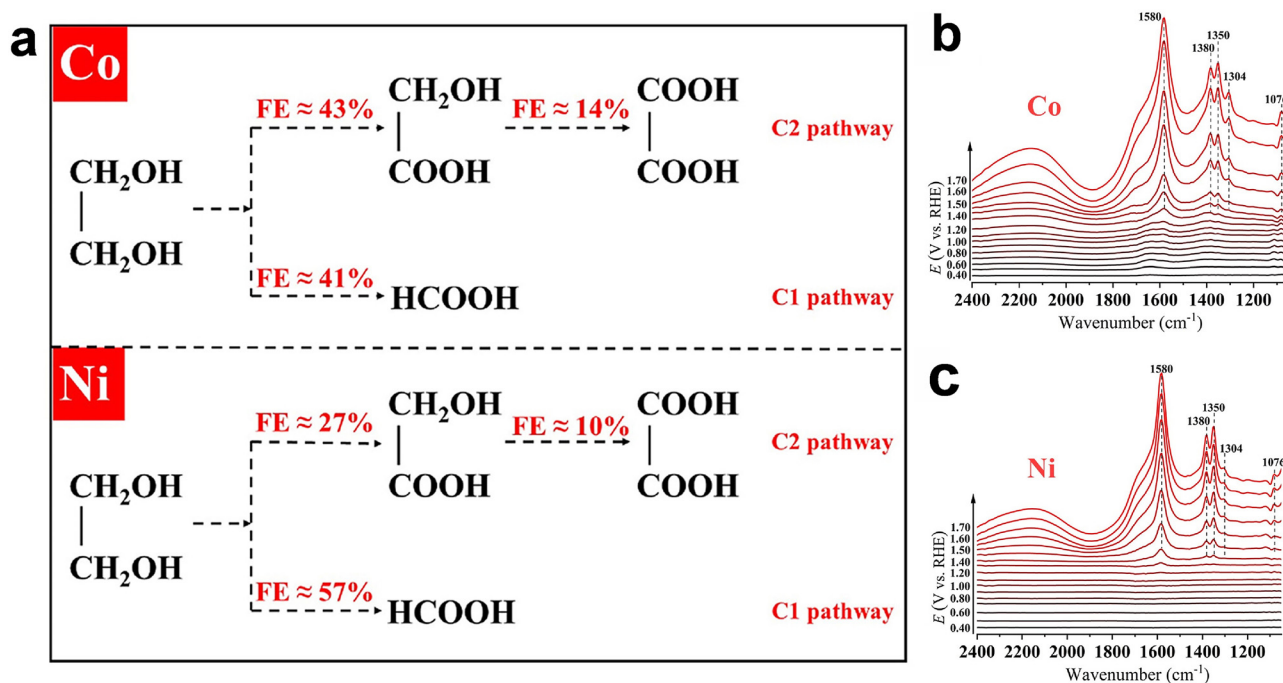 a
Co
CH₂OH
CH₂OH
FE ≈ 43%
CH₂OH
COOH
FE ≈ 14%
COOH
COOH
C2 pathway
FE ≈ 41%
HCOOH
C1 pathway
Ni
CH₂OH
CH₂OH
FE ≈ 27%
CH₂OH
COOH
FE ≈ 10%
COOH
COOH
C2 pathway
FE ≈ 57%
HCOOH
C1 pathway
b
Co
1580
1350
1380
1304
E (V vs. RHE)
1.70
1.60
1.50
1.40
1.20
1.00
0.80
0.60
0.40
2400 2200 2000 1800 1600 1400 1200
Wavenumber (cm⁻¹)
c
Ni
1580
1350
1380
1304
1076
E (V vs. RHE)
1.70
1.60
1.50
1.40
1.20
1.00
0.80
0.60
0.40
2400 2200 2000 1800 1600 1400 1200
Wavenumber (cm⁻¹)